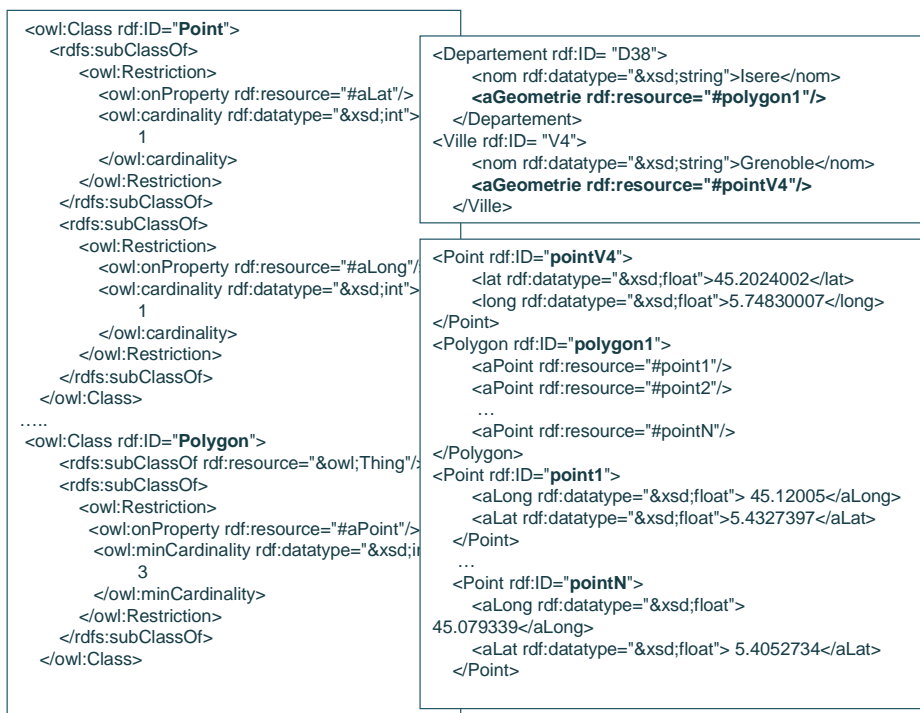 <owl:Class rdf:ID="Point">
<rdfs:subClassOf>
<owl:Restriction>
<owl:onProperty rdf:resource="#aLat"/>
<owl:cardinality rdf:datatype="&xsd;int">
1
</owl:cardinality>
</owl:Restriction>
</rdfs:subClassOf>
<rdfs:subClassOf>
<owl:Restriction>
<owl:onProperty rdf:resource="#aLong"/
<owl:cardinality rdf:datatype="&xsd;int">
1
</owl:cardinality>
</owl:Restriction>
</rdfs:subClassOf>
</owl:Class>
…..
<owl:Class rdf:ID="Polygon">
<rdfs:subClassOf rdf:resource="&owl;Thing"/
<rdfs:subClassOf>
<owl:Restriction>
<owl:onProperty rdf:resource="#aPoint"/>
<owl:minCardinality rdf:datatype="&xsd;in
3
</owl:minCardinality>
</owl:Restriction>
</rdfs:subClassOf>
</owl:Class>
<Departement rdf:ID= "D38">
<nom rdf:datatype="&xsd;string">Isere</nom>
<aGeometrie rdf:resource="#polygon1"/>
</Departement>
<Ville rdf:ID= "V4">
<nom rdf:datatype="&xsd;string">Grenoble</nom>
<aGeometrie rdf:resource="#pointV4"/>
</Ville>
<Point rdf:ID="pointV4">
<lat rdf:datatype="&xsd;float">45.2024002</lat>
<long rdf:datatype="&xsd;float">5.74830007</long>
</Point>
<Polygon rdf:ID="polygon1">
<aPoint rdf:resource="#point1"/>
<aPoint rdf:resource="#point2"/>
…
<aPoint rdf:resource="#pointN"/>
</Polygon>
<Point rdf:ID="point1">
<aLong rdf:datatype="&xsd;float"> 45.12005</aLong>
<aLat rdf:datatype="&xsd;float">5.4327397</aLat>
</Point>
…
<Point rdf:ID="pointN">
<aLong rdf:datatype="&xsd;float">
45.079339</aLong>
<aLat rdf:datatype="&xsd;float"> 5.4052734</aLat>
</Point>